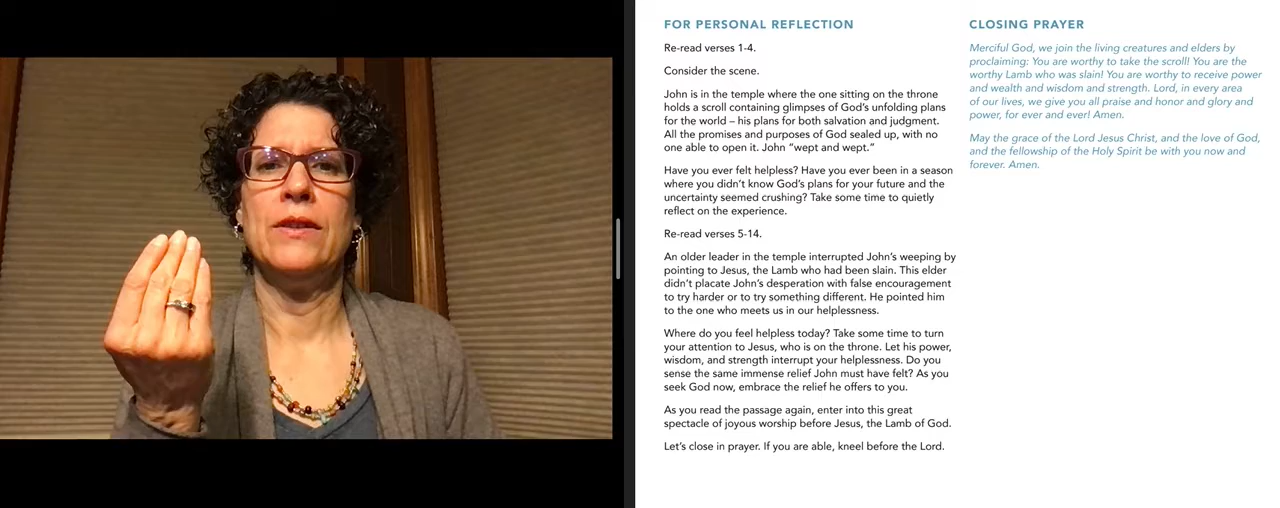 FOR PERSONAL REFLECTION
Re-read verses 1-4.
Consider the scene.
John is in the temple where the one sitting on the throne
holds a scroll containing glimpses of God’s unfolding plans
for the world – his plans for both salvation and judgment.
All the promises and purposes of God sealed up, with no
one able to open it. John “wept and wept.”
Have you ever felt helpless? Have you ever been in a season
where you didn’t know God’s plans for your future and the
uncertainty seemed crushing? Take some time to quietly
reflect on the experience.
Re-read verses 5-14.
An older leader in the temple interrupted John’s weeping by
pointing to Jesus, the Lamb who had been slain. This elder
didn’t placate John’s desperation with false encouragement
to try harder or to try something different. He pointed him
to the one who meets us in our helplessness.
Where do you feel helpless today? Take some time to turn
your attention to Jesus, who is on the throne. Let his power,
wisdom, and strength interrupt your helplessness. Do you
sense the same immense relief John must have felt? As you
seek God now, embrace the relief he offers to you.
As you read the passage again, enter into this great
spectacle of joyous worship before Jesus, the Lamb of God.
Let’s close in prayer. If you are able, kneel before the Lord.
CLOSING PRAYER
Merciful God, we join the living creatures and elders by
proclaiming: You are worthy to take the scroll! You are the
worthy Lamb who was slain! You are worthy to receive power
and wealth and wisdom and strength. Lord, in every area
of our lives, we give you all praise and honor and glory and
power, for ever and ever! Amen.
May the grace of the Lord Jesus Christ, and the love of God,
and the fellowship of the Holy Spirit be with you now and
forever. Amen.